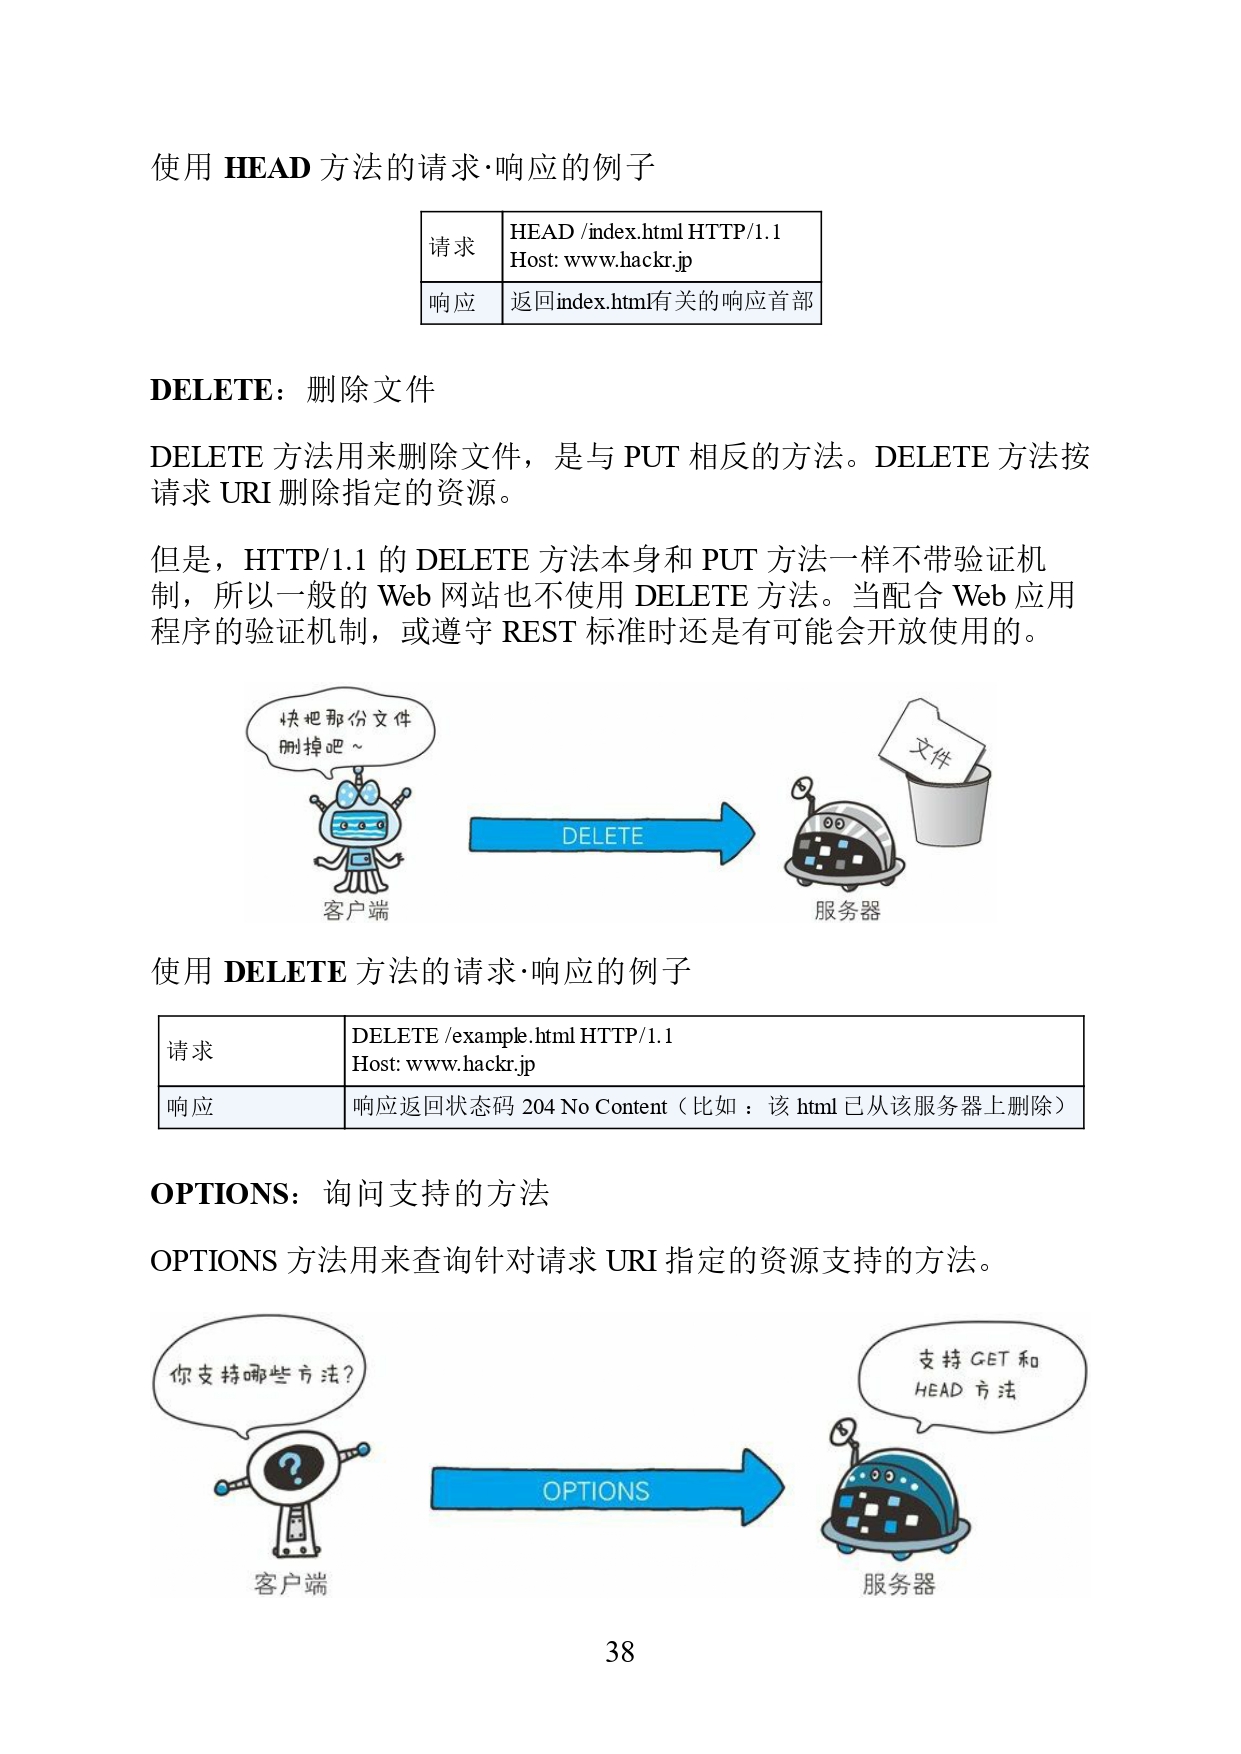 使用 HEAD 方法的请求·响应的例子
请求
HEAD /index.html HTTP/1.1
Host: www.hackr.jp
响应
返回index.html有关的响应首部
DELETE：删除文件
DELETE 方法用来删除文件，是与 PUT 相反的方法。DELETE 方法按
请求 URI 删除指定的资源。
但是，HTTP/1.1 的 DELETE 方法本身和 PUT 方法一样不带验证机
制，所以一般的 Web 网站也不使用 DELETE 方法。当配合 Web 应用
程序的验证机制，或遵守 REST 标准时还是有可能会开放使用的。
快把那份文件
删掉吧～
文件
DELETE
客户端
服务器
使用 DELETE 方法的请求·响应的例子
请求
DELETE /example.html HTTP/1.1
Host: www.hackr.jp
响应
响应返回状态码 204 No Content（比如 ：该 html 已从该服务器上删除）
OPTIONS：询问支持的方法
OPTIONS 方法用来查询针对请求 URI 指定的资源支持的方法。
你支持哪些方法?
支持 GET 和
HEAD 方法
?
OPTIONS
客户端
服务器
38